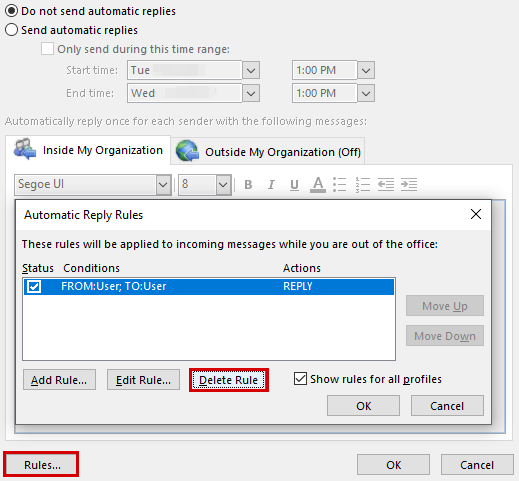 Do not send automatic replies
Send automatic replies
Only send during this time range:
Start time: Tue 1:00 PM
End time: Wed 1:00 PM
Automatically reply once for each sender with the following messages:
Inside My Organization Outside My Organization (Off)
Segoe UI 8 B I U A
Automatic Reply Rules
These rules will be applied to incoming messages while you are out of the office:
Status Conditions Actions
FROM:User; TO:User REPLY
Move Up
Move Down
Add Rule... Edit Rule... Delete Rule Show rules for all profiles
OK Cancel
Rules... OK Cancel